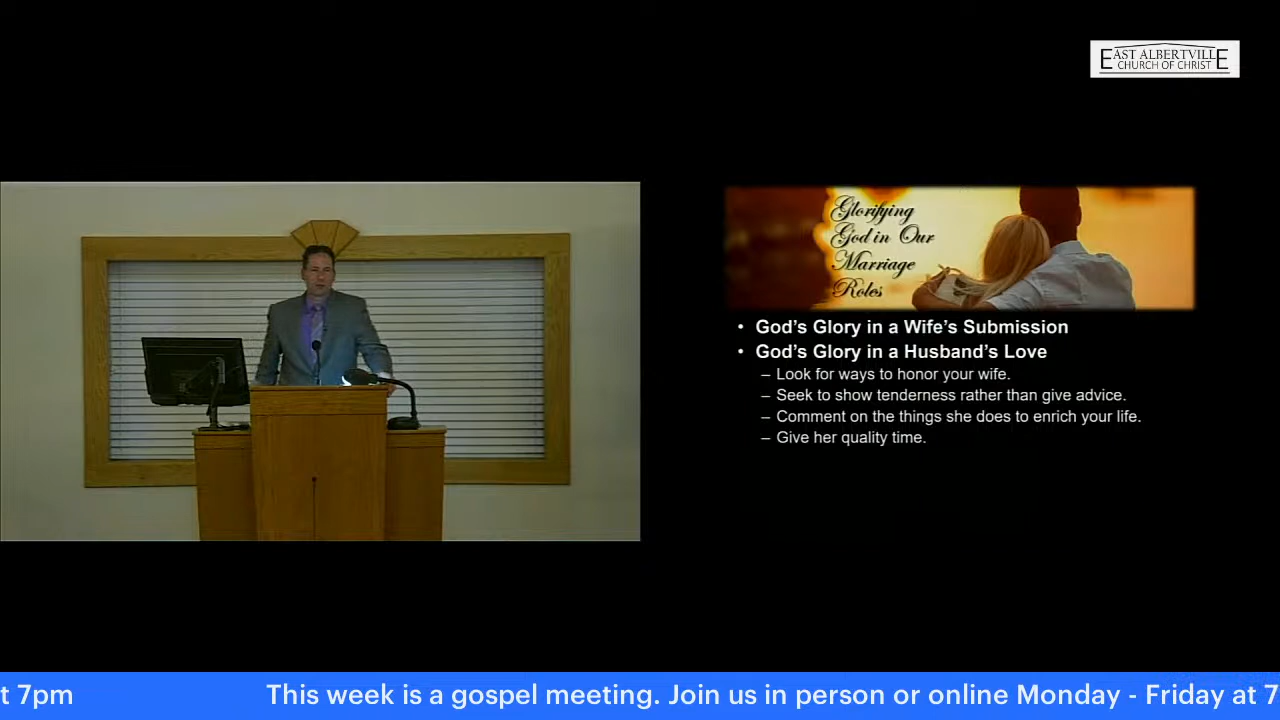 EAST ALBERTVILLE
CHURCH OF CHRIST
Glorifying
God in Our
Marriage
Roles
• God's Glory in a Wife's Submission
• God's Glory in a Husband's Love
– Look for ways to honor your wife.
– Seek to show tenderness rather than give advice.
– Comment on the things she does to enrich your life.
– Give her quality time.
t 7pm This week is a gospel meeting. Join us in person or online Monday - Friday at 7